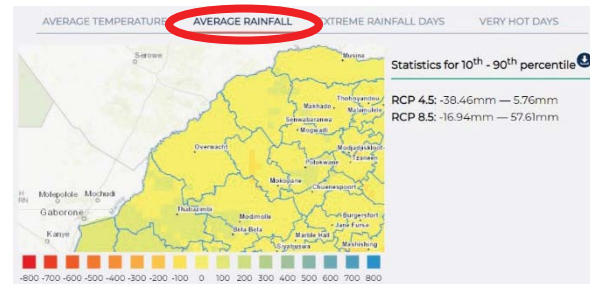 AVERAGE TEMPERATURE AVERAGE RAINFALL EXTREME RAINFALL DAYS VERY HOT DAYS
Statistics for 10th - 90th percentile
RCP 4.5: -38.46mm — 5.76mm
RCP 8.5: -16.94mm — 57.61mm
Serowe
Musina
Thohoyandou
Makhado
Malamulele
Senwabarwana
Mogwadi
Overwacht
Modjadjiskloof
Polokwane
Tzaneen
Mokopane
Chuenespoort
Molepolole Mochudi
Gaborone
Thabazimbi
Modimolle
Burgersfort
Kanye
Bela Bela
Jane Furse
Marble Hall
Siyabuswa
Mashishing
-800 -700 -600 -500 -400 -300 -200 -100 0 100 200 300 400 500 600 700 800